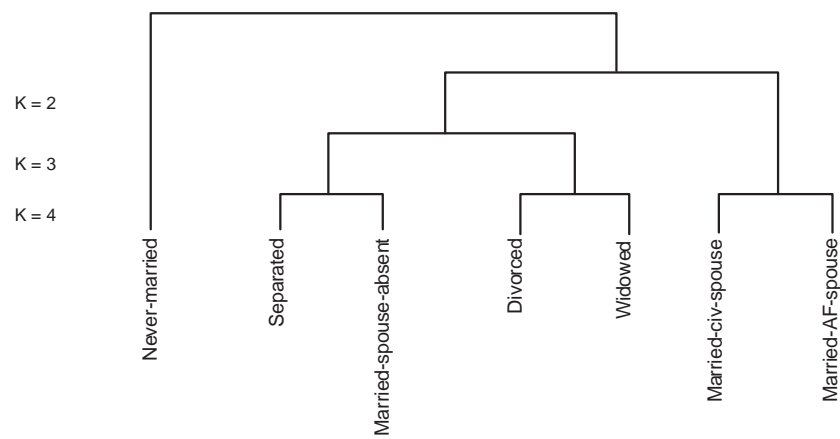 K = 2
K = 3
K = 4
Never-married
Separated
Married-spouse-absent
Divorced
Widowed
Married-civ-spouse
Married-AF-spouse